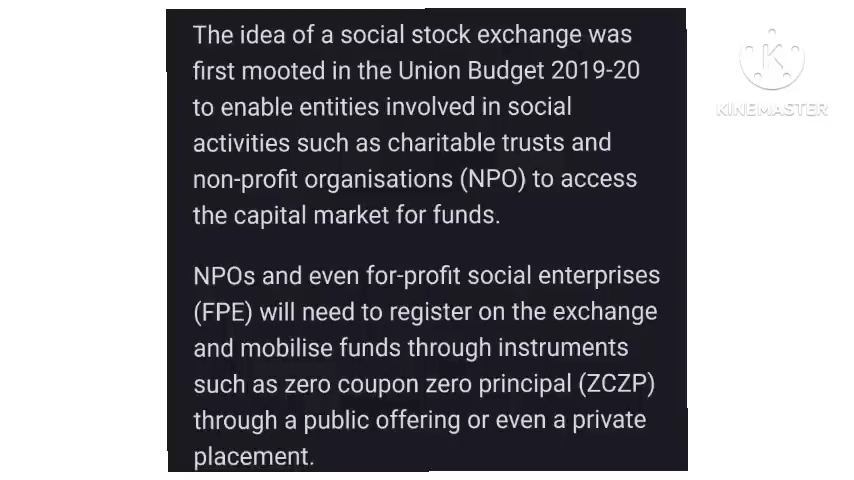 The idea of a social stock exchange was
first mooted in the Union Budget 2019-20
to enable entities involved in social
activities such as charitable trusts and
non-profit organisations (NPO) to access
the capital market for funds.
NPOs and even for-profit social enterprises
(FPE) will need to register on the exchange
and mobilise funds through instruments
such as zero coupon zero principal (ZCZP)
through a public offering or even a private
placement.
K
KINEMASTER